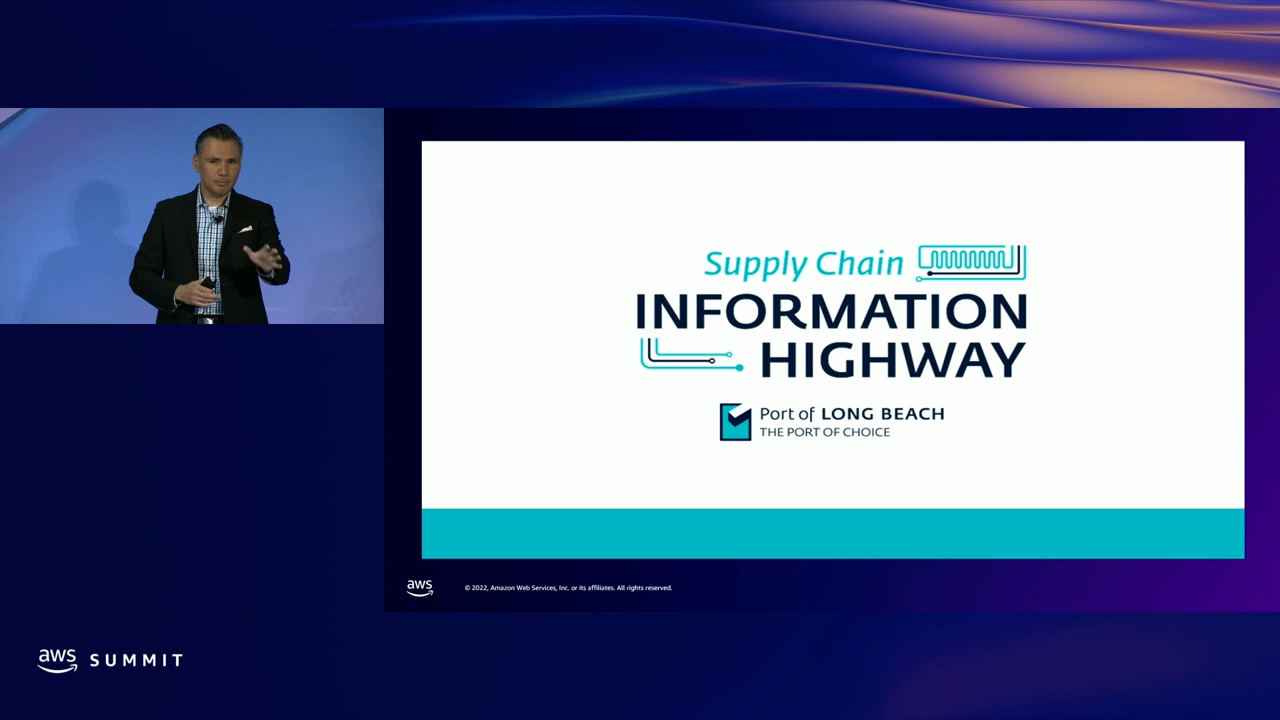 Supply Chain
INFORMATION
HIGHWAY
Port of LONG BEACH
THE PORT OF CHOICE
aws
© 2022, Amazon Web Services, Inc. or its affiliates. All rights reserved.
aws SUMMIT